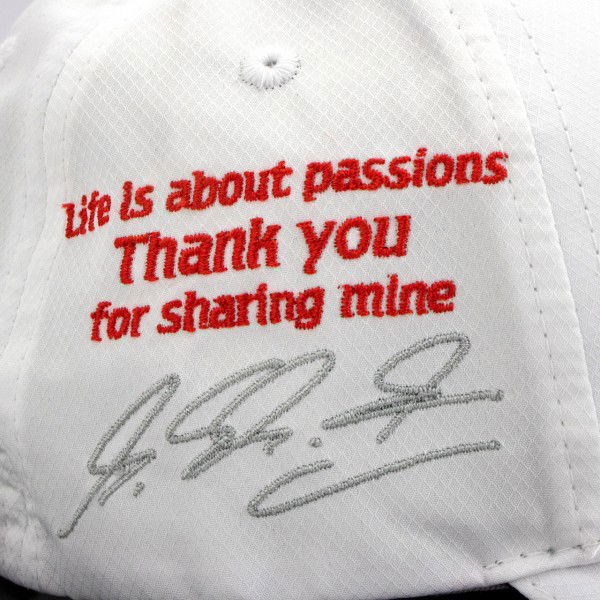 Life is about passions
Thank you
for sharing mine